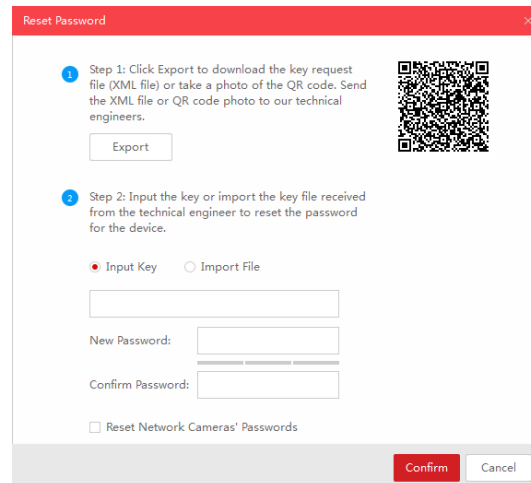 Reset Password
Step 1: Click Export to download the key request
file (XML file) or take a photo of the QR code. Send
the XML file or QR code photo to our technical
engineers.
Export
Step 2: Input the key or import the key file received
from the technical engineer to reset the password
for the device.
Input Key Import File
New Password:
Confirm Password:
Reset Network Cameras' Passwords
Confirm Cancel